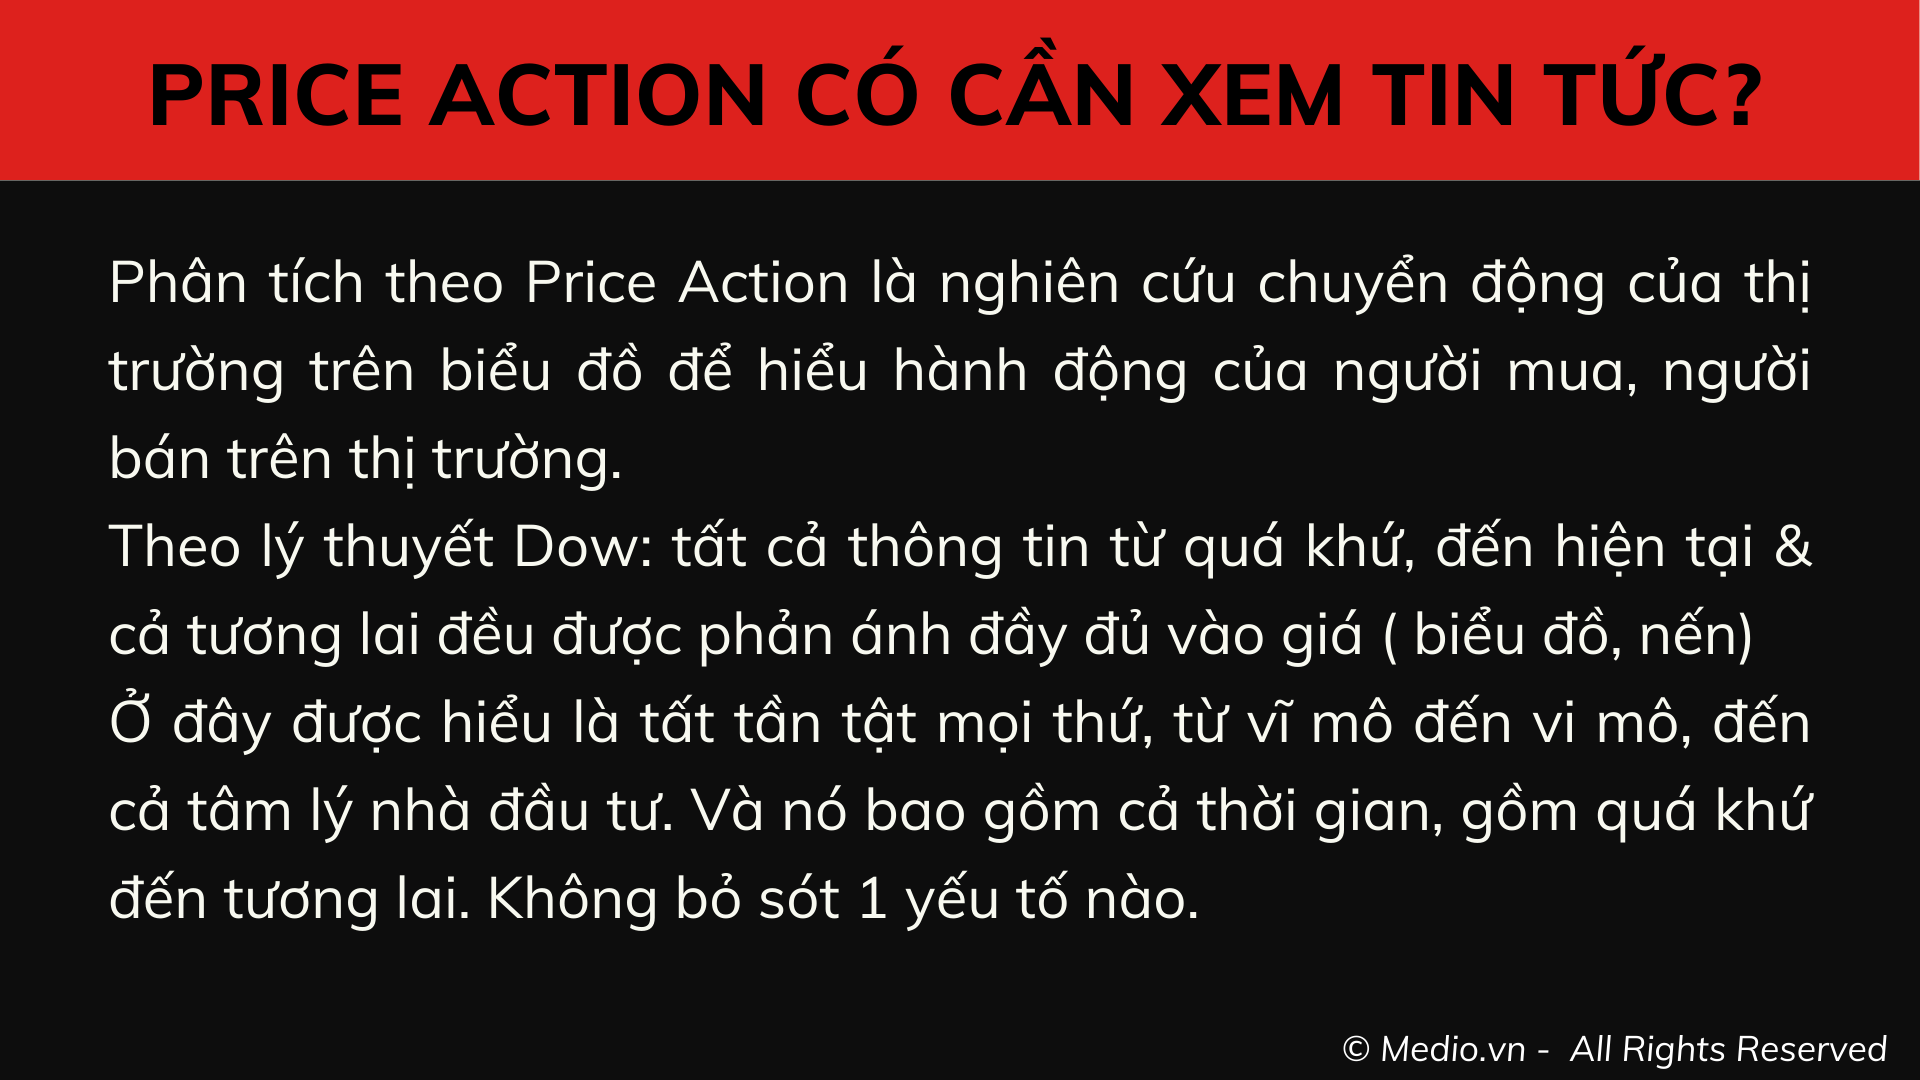 PRICE ACTION CÓ CẦN XEM TIN TỨC?
Phân tích theo Price Action là nghiên cứu chuyển động của thị
trường trên biểu đồ để hiểu hành động của người mua, người
bán trên thị trường.
Theo lý thuyết Dow: tất cả thông tin từ quá khứ, đến hiện tại &
cả tương lai đều được phản ánh đầy đủ vào giá ( biểu đồ, nến)
Ở đây được hiểu là tất tần tật mọi thứ, từ vĩ mô đến vi mô, đến
cả tâm lý nhà đầu tư. Và nó bao gồm cả thời gian, gồm quá khứ
đến tương lai. Không bỏ sót 1 yếu tố nào.
© Medio.vn - All Rights Reserved